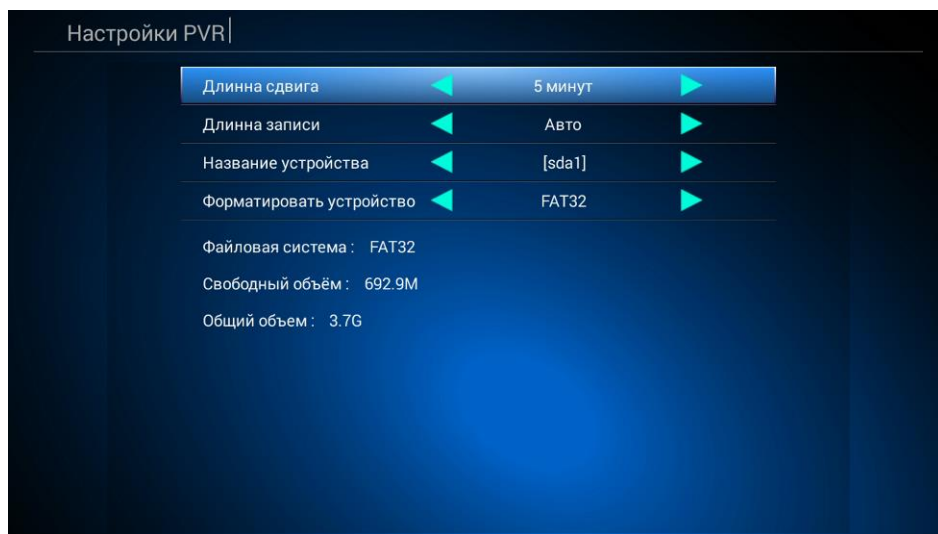 Настройки PVR
Длинна сдвига 5 минут
Длинна записи Авто
Название устройства [sda1]
Форматировать устройство FAT32
Файловая система : FAT32
Свободный объём : 692.9M
Общий объем : 3.7G